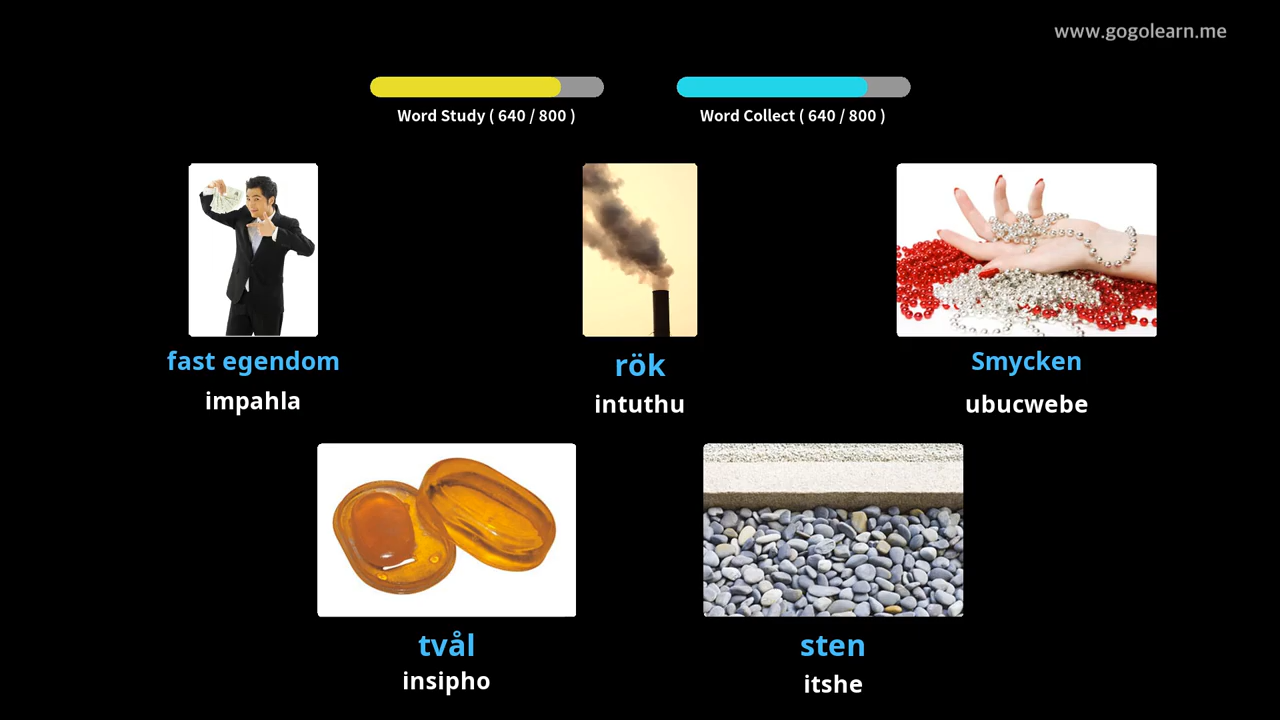 www.gogolearn.me
Word Study ( 640 / 800 )
Word Collect ( 640 / 800 )
fast egendom
impahla
rök
intuthu
Smycken
ubucwebe
tvål
insipho
sten
itshe